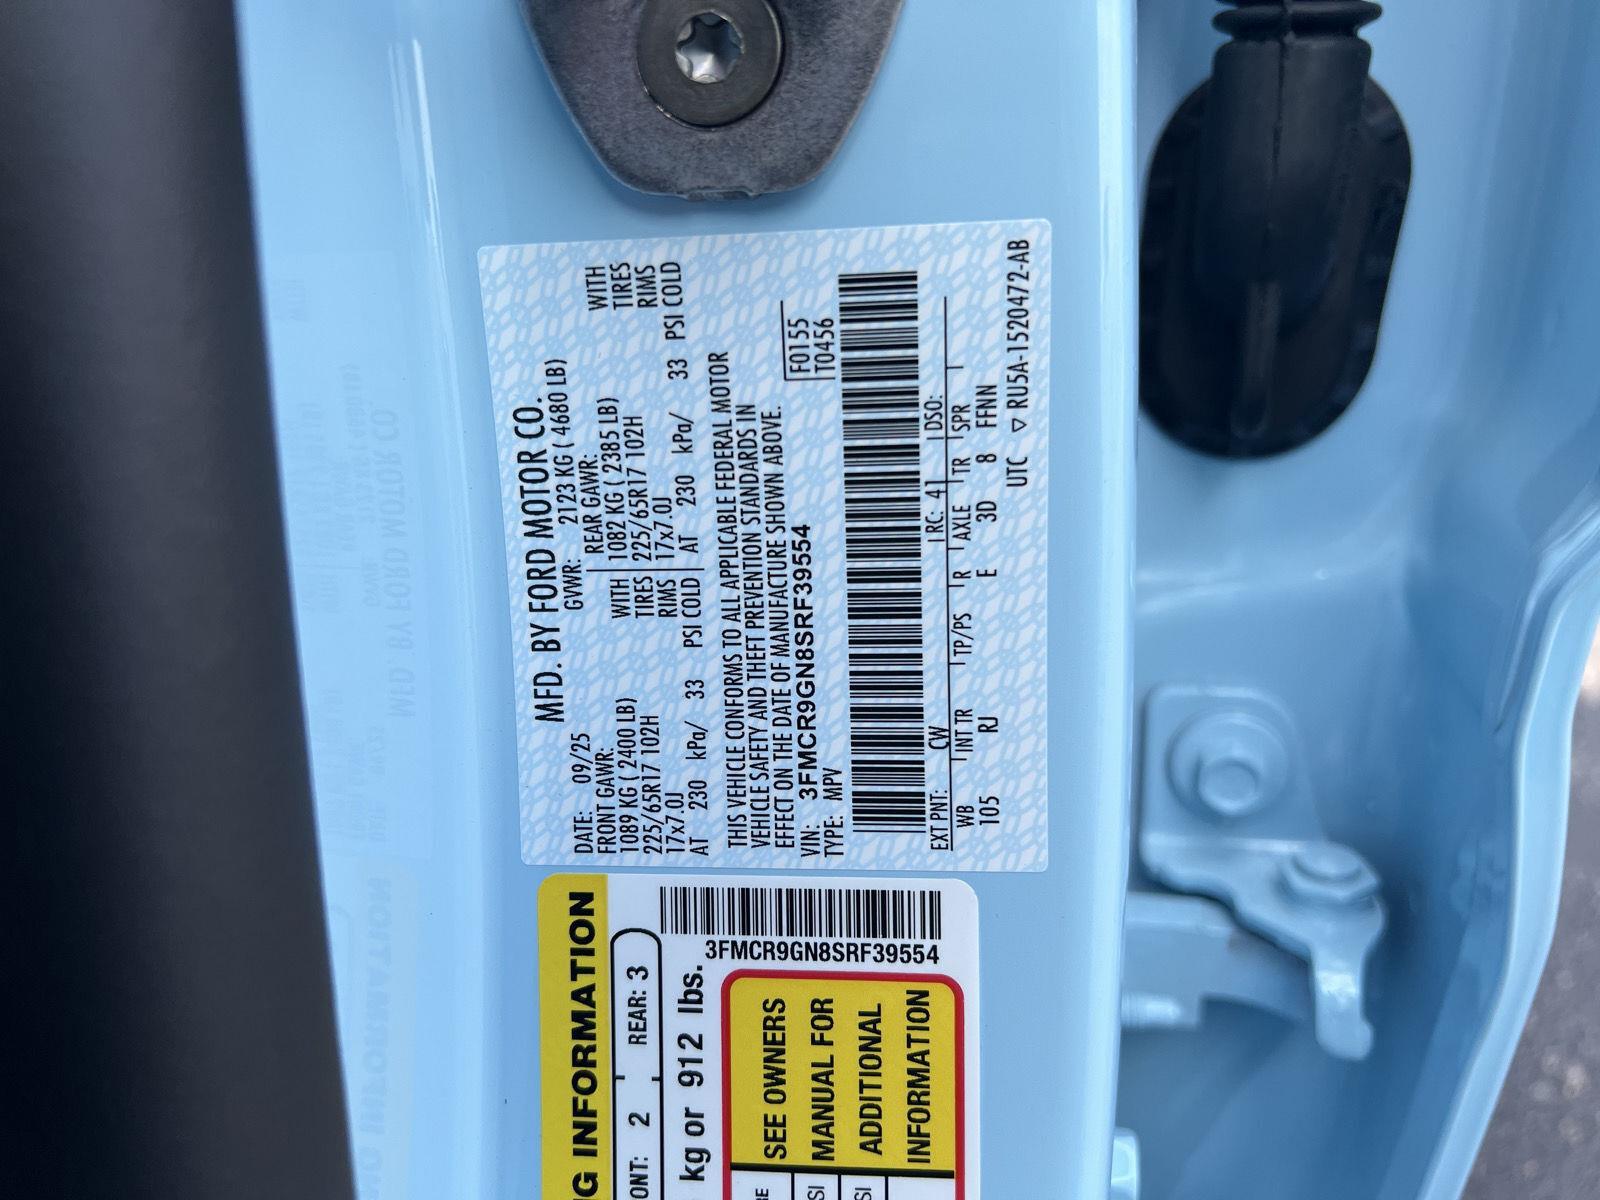 MFD. BY FORD MOTOR CO.
DATE: 09/25 GVWR: 2123 KG ( 4680 LB)
FRONT GAWR: REAR GAWR:
1089 KG ( 2400 LB) WITH 1082 KG ( 2385 LB) WITH
225/65R17 102H TIRES 225/65R17 102H TIRES
17x7.0J RIMS 17x7.0J RIMS
AT 230 kPa/ 33 PSI COLD AT 230 kPa/ 33 PSI COLD
THIS VEHICLE CONFORMS TO ALL APPLICABLE FEDERAL MOTOR
VEHICLE SAFETY AND THEFT PREVENTION STANDARDS IN
EFFECT ON THE DATE OF MANUFACTURE SHOWN ABOVE.
VIN: 3FMCR9GN8SRF39554 F0155
TYPE: MPV T0456
EXT PNT: CW RC: 41 DSO:
WB INT TR TP/PS R AXLE TR SPR
105 RJ E 3D 8 FFNN
UTC ▽ RU5A-1520472-AB
G INFORMATION
ONT: 2 REAR: 3
kg or 912 lbs.
3FMCR9GN8SRF39554
SEE OWNERS
MANUAL FOR
ADDITIONAL
INFORMATION